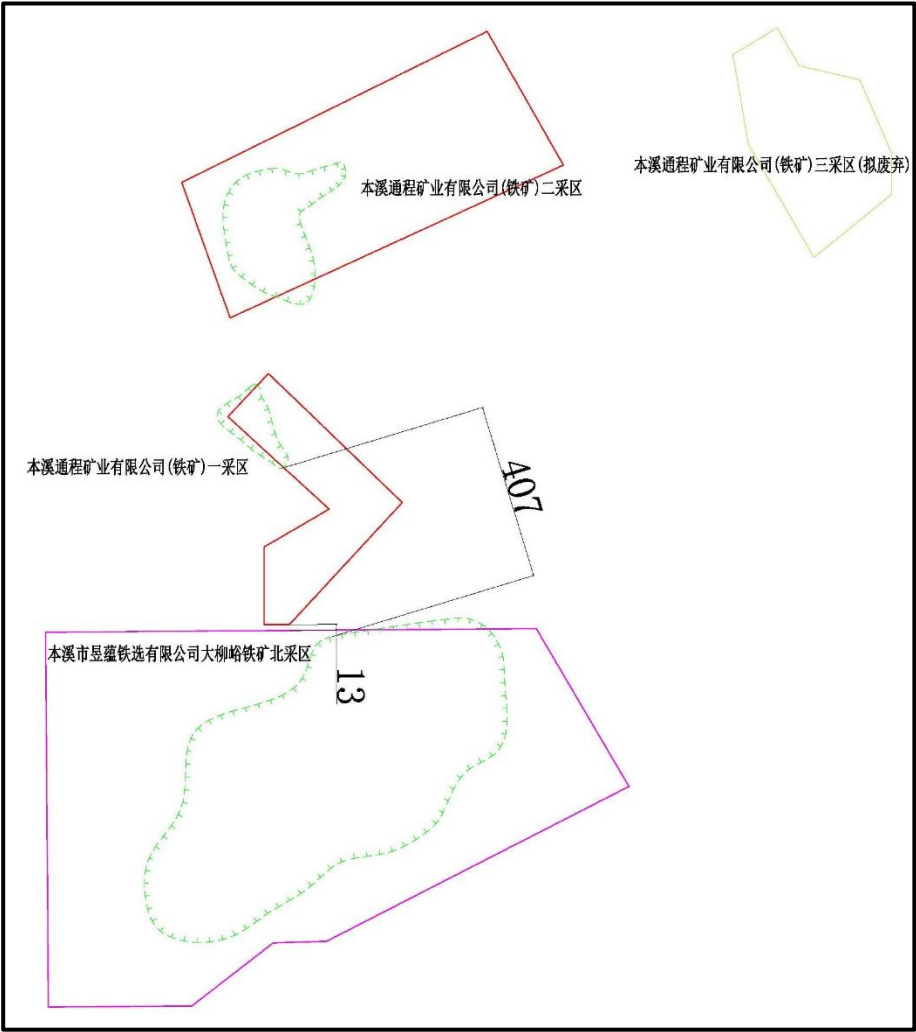 本溪通程矿业有限公司(铁矿)三采区(拟废弃)
本溪通程矿业有限公司(铁矿)二采区
本溪通程矿业有限公司(铁矿)一采区
407
本溪市昱蕴铁选有限公司大柳峪铁矿北采区
13